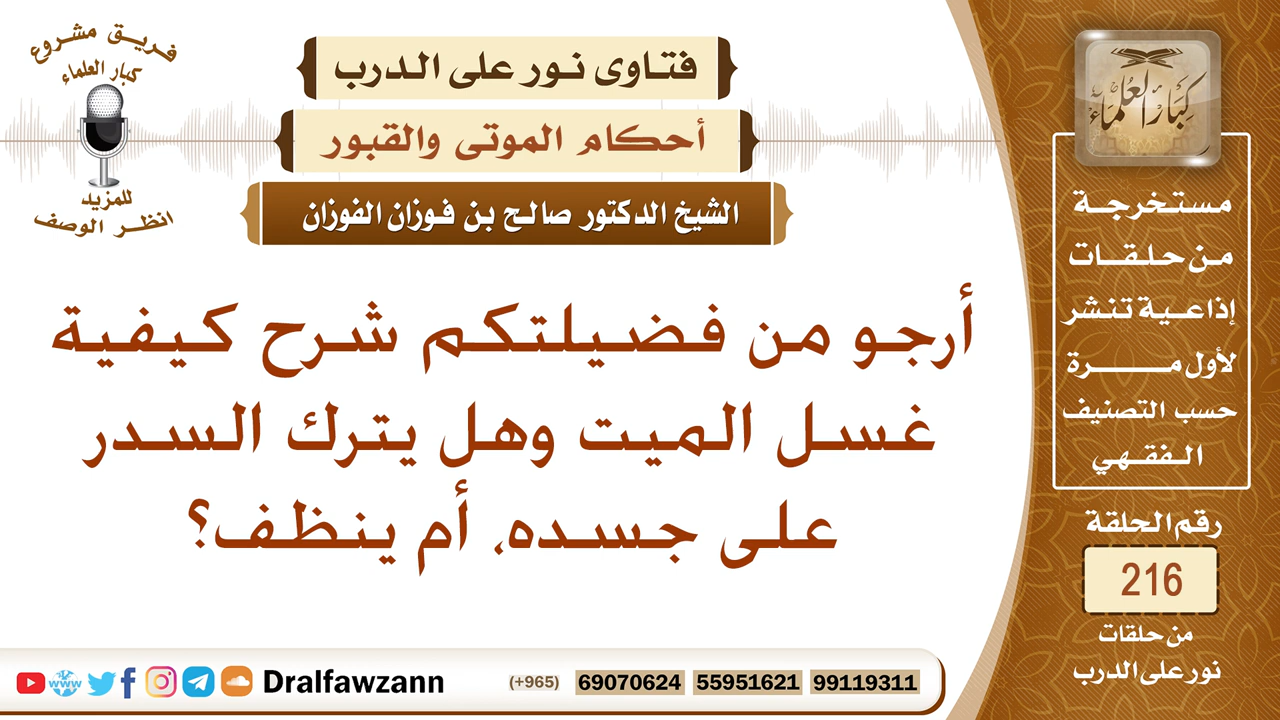 فريق مشروع
كبار العلماء
للمزيد
انظر الوصف
فتاوى نور على الدرب
أحكام الموتى والقبور
الشيخ الدكتور صالح بن فوزان الفوزان
أرجو من فضيلتكم شرح كيفية
غسل الميت وهل يترك السدر
على جسده، أم ينظف؟
كبار العلماء
مستخرجة
من حلقات
إذاعية تنشر
لأول مرة
حسب التصنيف
الفقهي
رقم الحلقة
216
من حلقات
نور على الدرب
www Dralfawzann (+965) 69070624 55951621 99119311